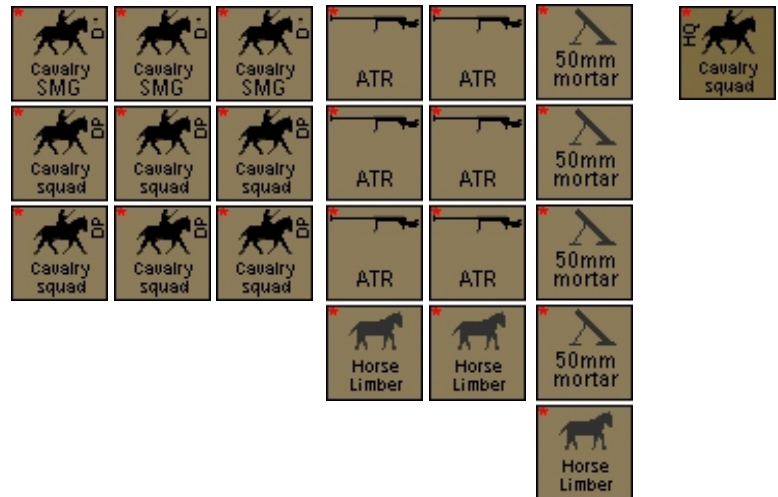 D-
Cavalry
SMG
D-
Cavalry
SMG
D-
Cavalry
SMG
ATR
ATR
50mm
mortar
HQ
Cavalry
squad
DP
Cavalry
squad
DP
Cavalry
squad
DP
Cavalry
squad
ATR
ATR
50mm
mortar
DP
Cavalry
squad
DP
Cavalry
squad
DP
Cavalry
squad
ATR
ATR
50mm
mortar
Horse
Limber
Horse
Limber
50mm
mortar
Horse
Limber